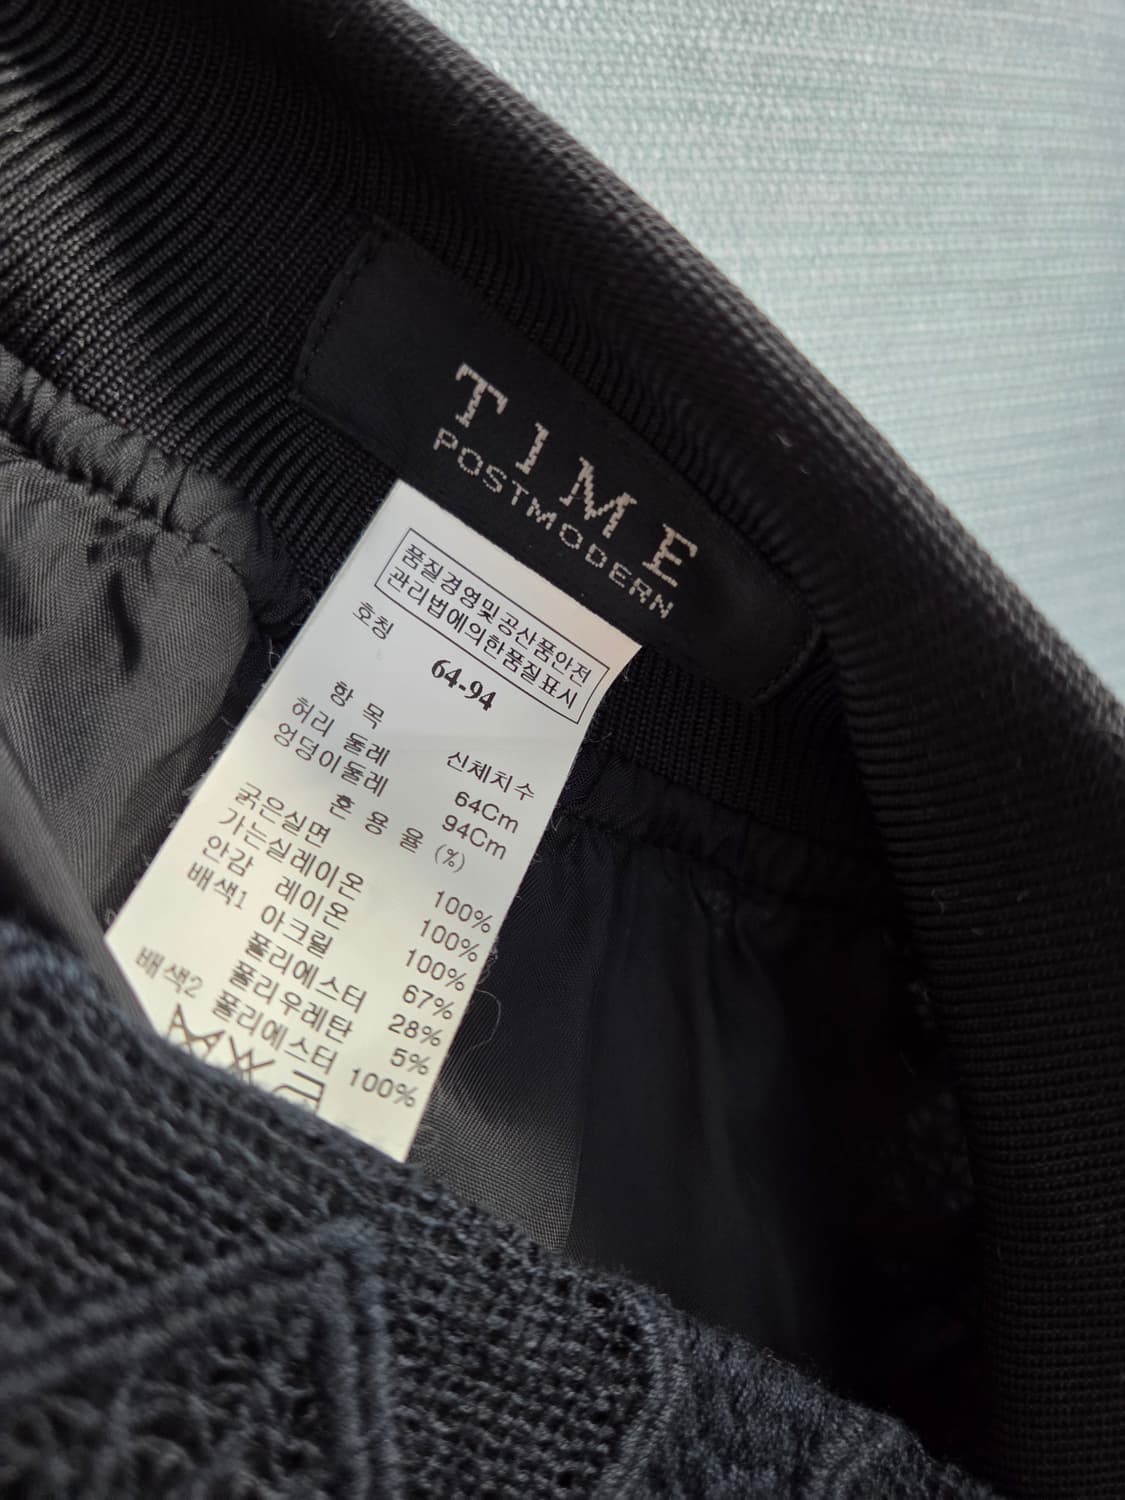 TIME
POSTMODERN
품질경영및공산품안전
관리법에의한품질표시
호칭
64-94
항 목 신체치수
허리 둘레 64Cm
엉덩이둘레 94Cm
혼 용 율 (%)
굵은실면 100%
가는실레이온 100%
안감 레이온 100%
배색1 아크릴 67%
폴리에스터 28%
폴리우레탄 5%
배색2 폴리에스터 100%